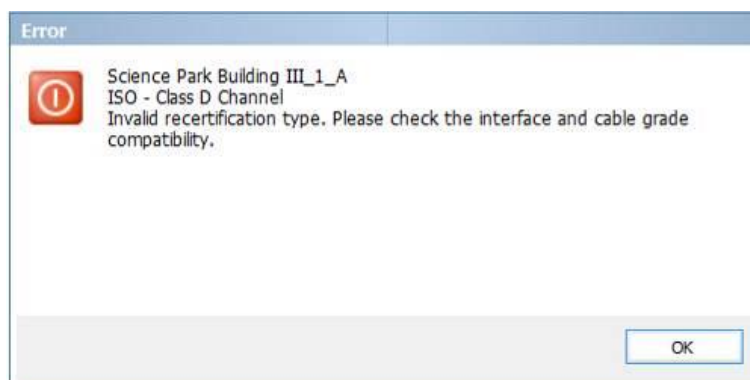 Error
Science Park Building III_1_A
ISO - Class D Channel
Invalid recertification type. Please check the interface and cable grade
compatibility.
OK